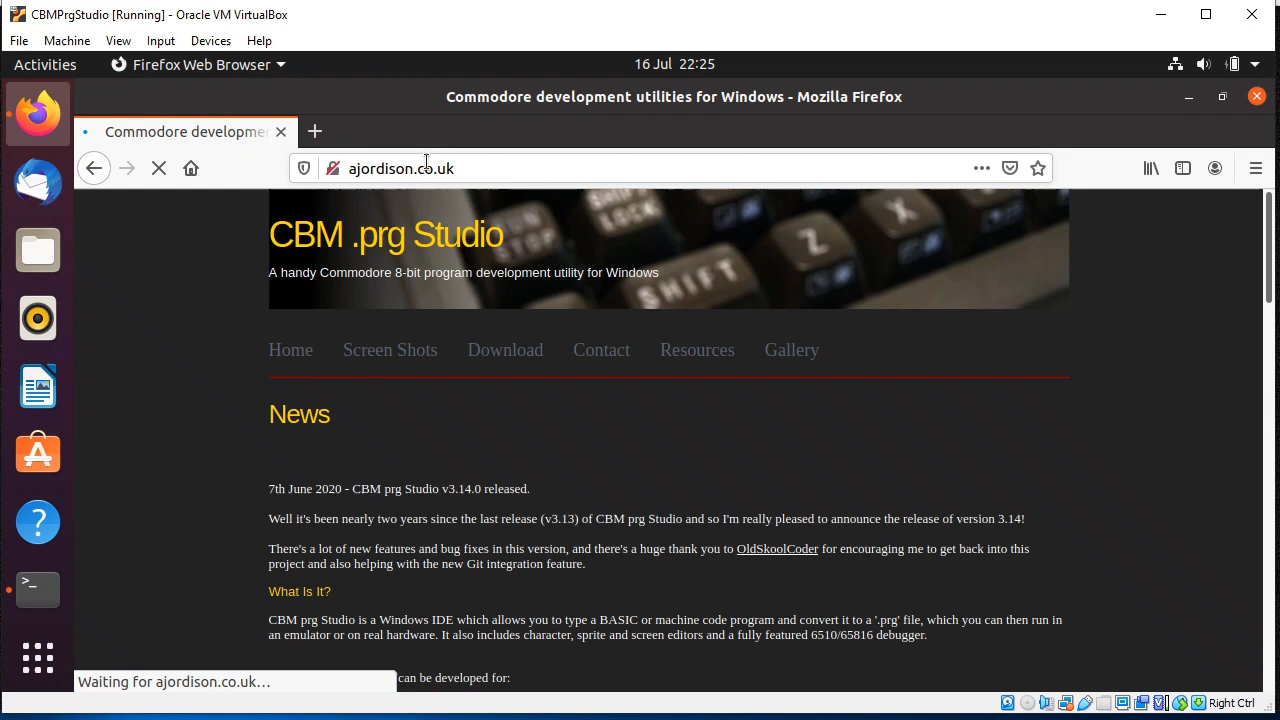 CBMPrgStudio [Running] - Oracle VM VirtualBox
File Machine View Input Devices Help
Activities Firefox Web Browser 16 Jul 22:25
Commodore development utilities for Windows - Mozilla Firefox
Commodore developme
ajordison.co.uk
CBM .prg Studio
A handy Commodore 8-bit program development utility for Windows
SHIFT LOCK
STOP
Z
X
SHIFT
Home Screen Shots Download Contact Resources Gallery
News
7th June 2020 - CBM prg Studio v3.14.0 released.
Well it's been nearly two years since the last release (v3.13) of CBM prg Studio and so I'm really pleased to announce the release of version 3.14!
There's a lot of new features and bug fixes in this version, and there's a huge thank you to OldSkoolCoder for encouraging me to get back into this
project and also helping with the new Git integration feature.
What Is It?
CBM prg Studio is a Windows IDE which allows you to type a BASIC or machine code program and convert it to a '.prg' file, which you can then run in
an emulator or on real hardware. It also includes character, sprite and screen editors and a fully featured 6510/65816 debugger.
can be developed for:
Waiting for ajordison.co.uk...
Right Ctrl